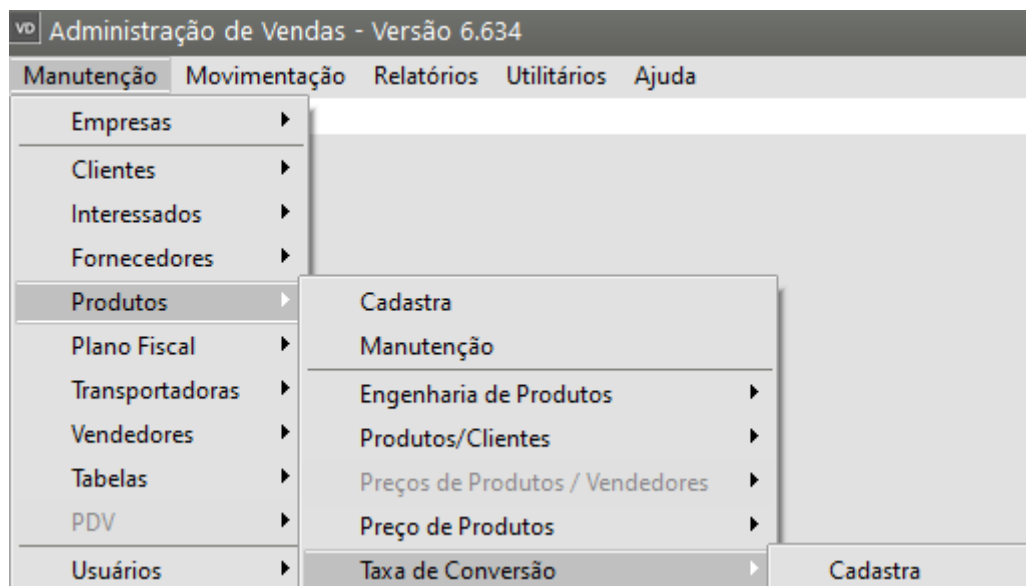 VD Administração de Vendas - Versão 6.634
Manutenção Movimentação Relatórios Utilitários Ajuda
Empresas
Clientes
Interessados
Fornecedores
Produtos
Plano Fiscal
Transportadoras
Vendedores
Tabelas
PDV
Usuários
Cadastra
Manutenção
Engenharia de Produtos
Produtos/Clientes
Preços de Produtos / Vendedores
Preço de Produtos
Taxa de Conversão
Cadastra